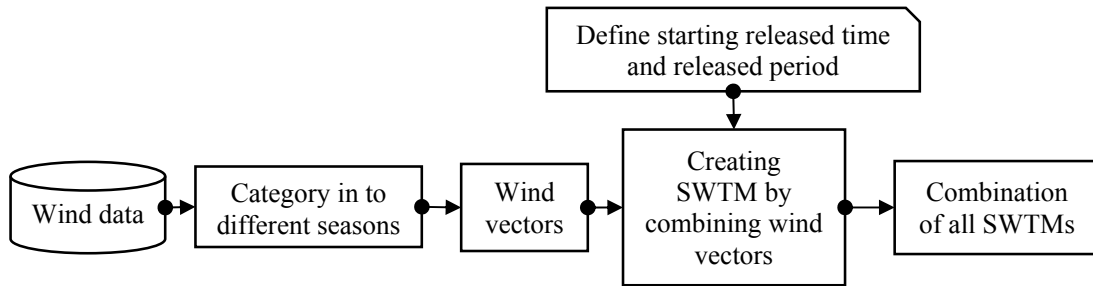 Define starting released time
and released period
Wind data
Category in to
different seasons
Wind
vectors
Creating
SWTM by
combining wind
vectors
Combination
of all SWTMs